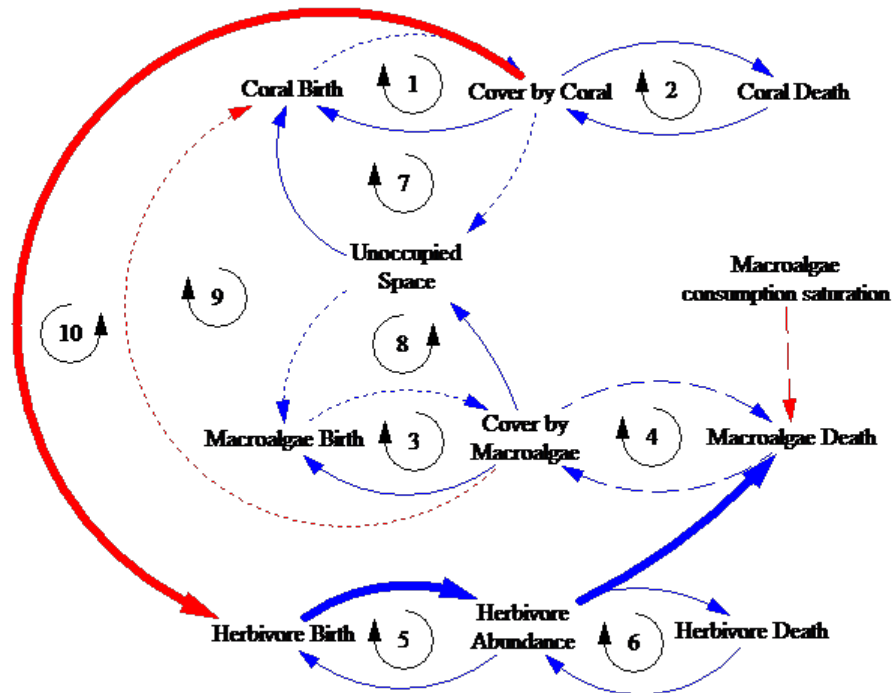 Coral Birth
1
Cover by Coral
2
Coral Death
7
Unoccupied
Space
Macroalgae
consumption saturation
9
10
8
Macroalgae Birth
3
Cover by
Macroalgae
4
Macroalgae Death
Herbivore Birth
5
Herbivore
Abundance
6
Herbivore Death